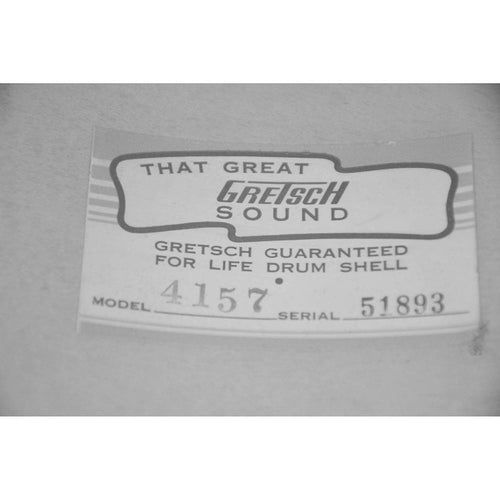 THAT GREAT
GRETSCH
SOUND
GRETSCH GUARANTEED
FOR LIFE DRUM SHELL
MODEL 4157 SERIAL 51893